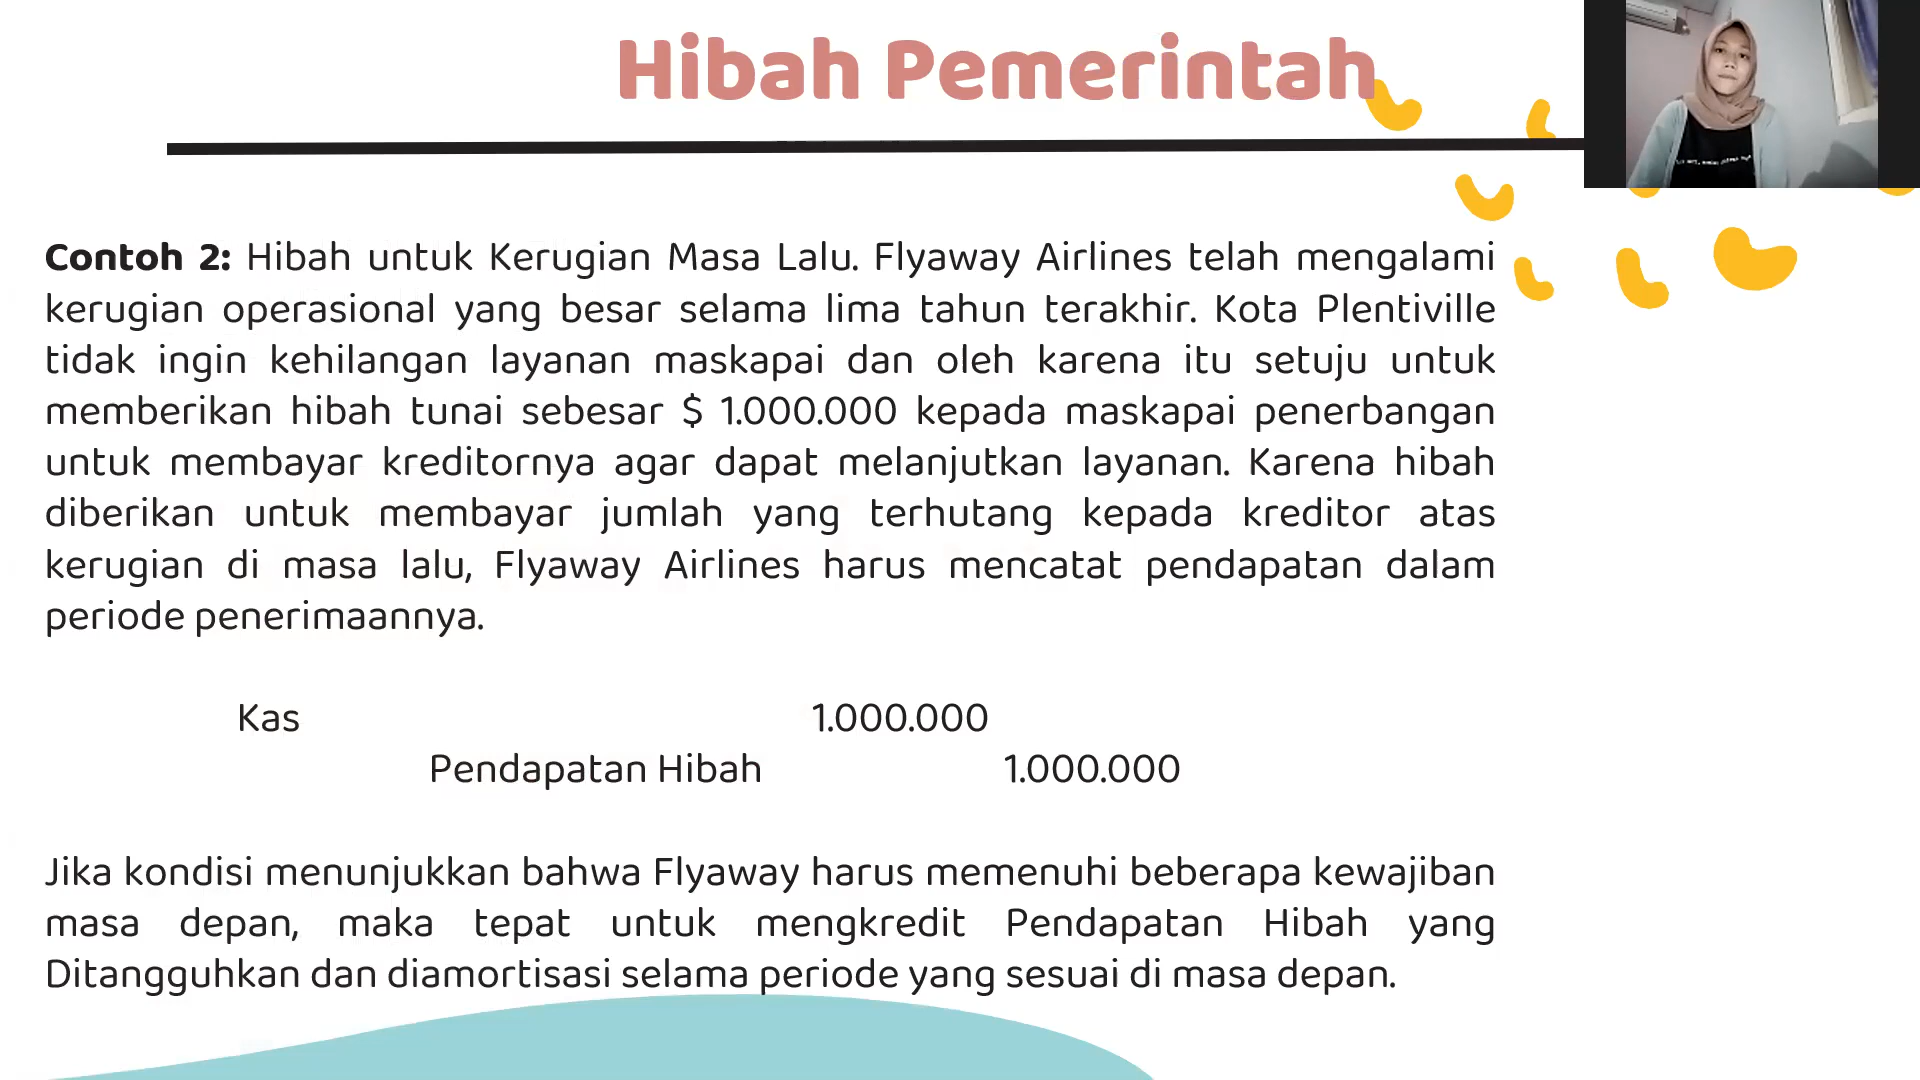 Hibah Pemerintah
Contoh 2: Hibah untuk Kerugian Masa Lalu. Flyaway Airlines telah mengalami
kerugian operasional yang besar selama lima tahun terakhir. Kota Plentiville
tidak ingin kehilangan layanan maskapai dan oleh karena itu setuju untuk
memberikan hibah tunai sebesar $ 1.000.000 kepada maskapai penerbangan
untuk membayar kreditornya agar dapat melanjutkan layanan. Karena hibah
diberikan untuk membayar jumlah yang terhutang kepada kreditor atas
kerugian di masa lalu, Flyaway Airlines harus mencatat pendapatan dalam
periode penerimaannya.
Kas 1.000.000
Pendapatan Hibah 1.000.000
Jika kondisi menunjukkan bahwa Flyaway harus memenuhi beberapa kewajiban
masa depan, maka tepat untuk mengkredit Pendapatan Hibah yang
Ditangguhkan dan diamortisasi selama periode yang sesuai di masa depan.